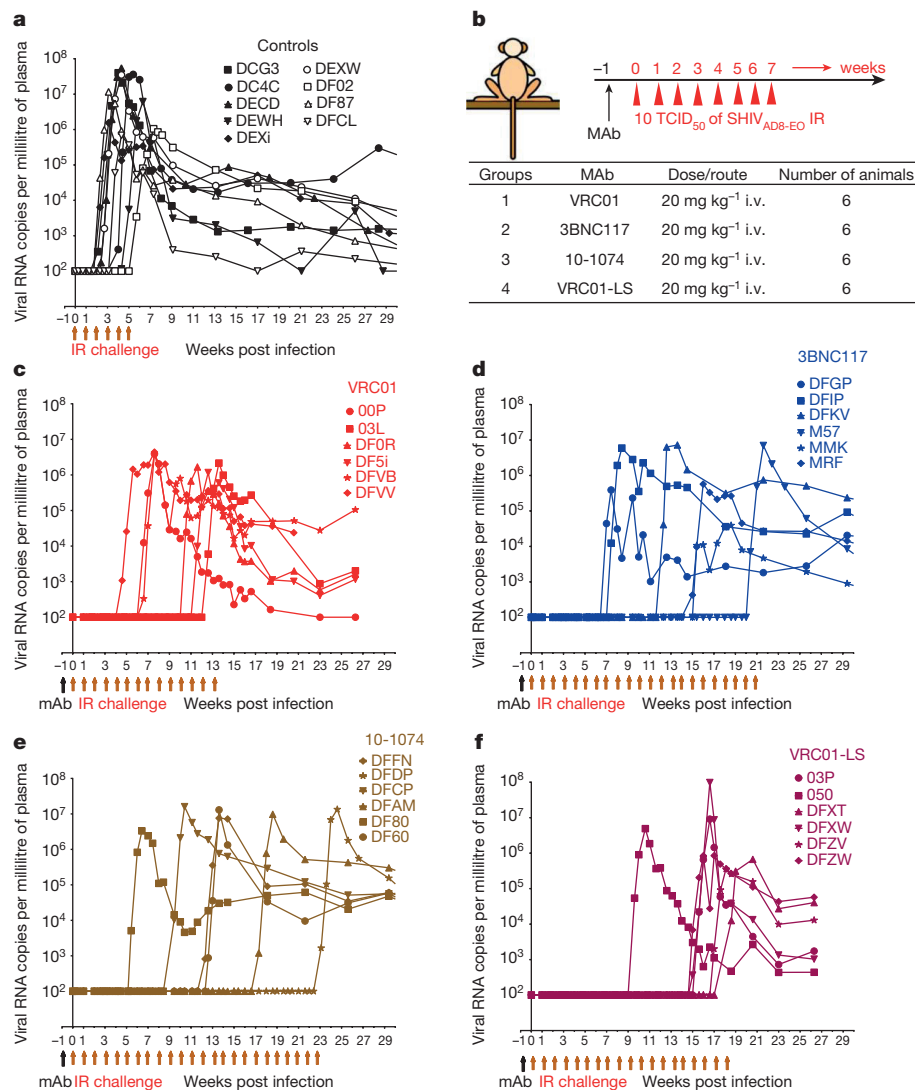 a
Controls
DCG3 DEXW
DC4C DF02
DECD DF87
DEWH DFCL
DEXi
Viral RNA copies per millilitre of plasma
10^8
10^7
10^6
10^5
10^4
10^3
10^2
–10 1 3 5 7 9 11 13 15 17 19 21 23 25 27 29
IR challenge Weeks post infection
b
–1 0 1 2 3 4 5 6 7 weeks
MAb 10 TCID50 of SHIVAD8-EO IR
Groups MAb Dose/route Number of animals
1 VRC01 20 mg kg–1 i.v. 6
2 3BNC117 20 mg kg–1 i.v. 6
3 10-1074 20 mg kg–1 i.v. 6
4 VRC01-LS 20 mg kg–1 i.v. 6
c
VRC01
00P
03L
DF0R
DF5i
DFVB
DFVV
Viral RNA copies per millilitre of plasma
10^8
10^7
10^6
10^5
10^4
10^3
10^2
–10 1 3 5 7 9 11 13 15 17 19 21 23 25 27 29
mAb IR challenge Weeks post infection
d
3BNC117
DFGP
DFIP
DFKV
M57
MMK
MRF
Viral RNA copies per millilitre of plasma
10^8
10^7
10^6
10^5
10^4
10^3
10^2
–10 1 3 5 7 9 11 13 15 17 19 21 23 25 27 29
mAb IR challenge Weeks post infection
e
10-1074
DFFN
DFDP
DFCP
DFAM
DF80
DF60
Viral RNA copies per millilitre of plasma
10^8
10^7
10^6
10^5
10^4
10^3
10^2
–10 1 3 5 7 9 11 13 15 17 19 21 23 25 27 29
mAb IR challenge Weeks post infection
f
VRC01-LS
03P
050
DFXT
DFXW
DFZV
DFZW
Viral RNA copies per millilitre of plasma
10^8
10^7
10^6
10^5
10^4
10^3
10^2
–10 1 3 5 7 9 11 13 15 17 19 21 23 25 27 29
mAb IR challenge Weeks post infection